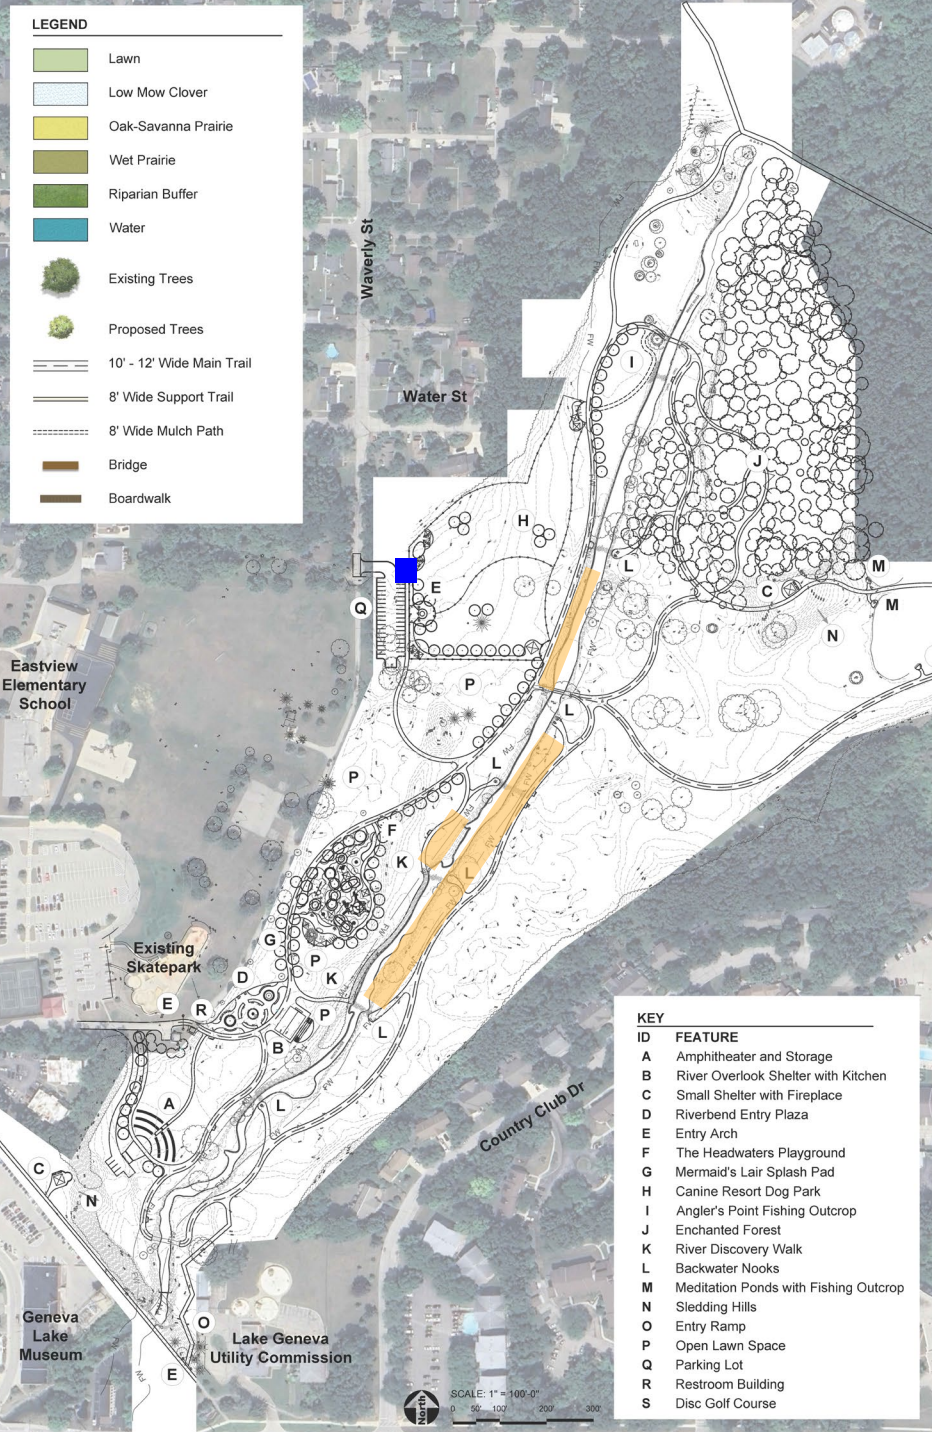 LEGEND
Lawn
Low Mow Clover
Oak-Savanna Prairie
Wet Prairie
Riparian Buffer
Water
Existing Trees
Proposed Trees
10' - 12' Wide Main Trail
8' Wide Support Trail
8' Wide Mulch Path
Bridge
Boardwalk
Waverly St
Water St
I
J
H
L
M
C
M
E
Q
N
Eastview
Elementary
School
P
L
L
P
F
K
L
G
P
K
D
Existing
Skatepark
E
R
P
L
B
A
L
Country Club Dr
C
N
O
Geneva
Lake
Museum
Lake Geneva
Utility Commission
E
FW
FW
FW
FW
FW
FW
North
SCALE: 1" = 100'-0"
0 50' 100' 200' 300'
KEY
ID FEATURE
A Amphitheater and Storage
B River Overlook Shelter with Kitchen
C Small Shelter with Fireplace
D Riverbend Entry Plaza
E Entry Arch
F The Headwaters Playground
G Mermaid's Lair Splash Pad
H Canine Resort Dog Park
I Angler's Point Fishing Outcrop
J Enchanted Forest
K River Discovery Walk
L Backwater Nooks
M Meditation Ponds with Fishing Outcrop
N Sledding Hills
O Entry Ramp
P Open Lawn Space
Q Parking Lot
R Restroom Building
S Disc Golf Course